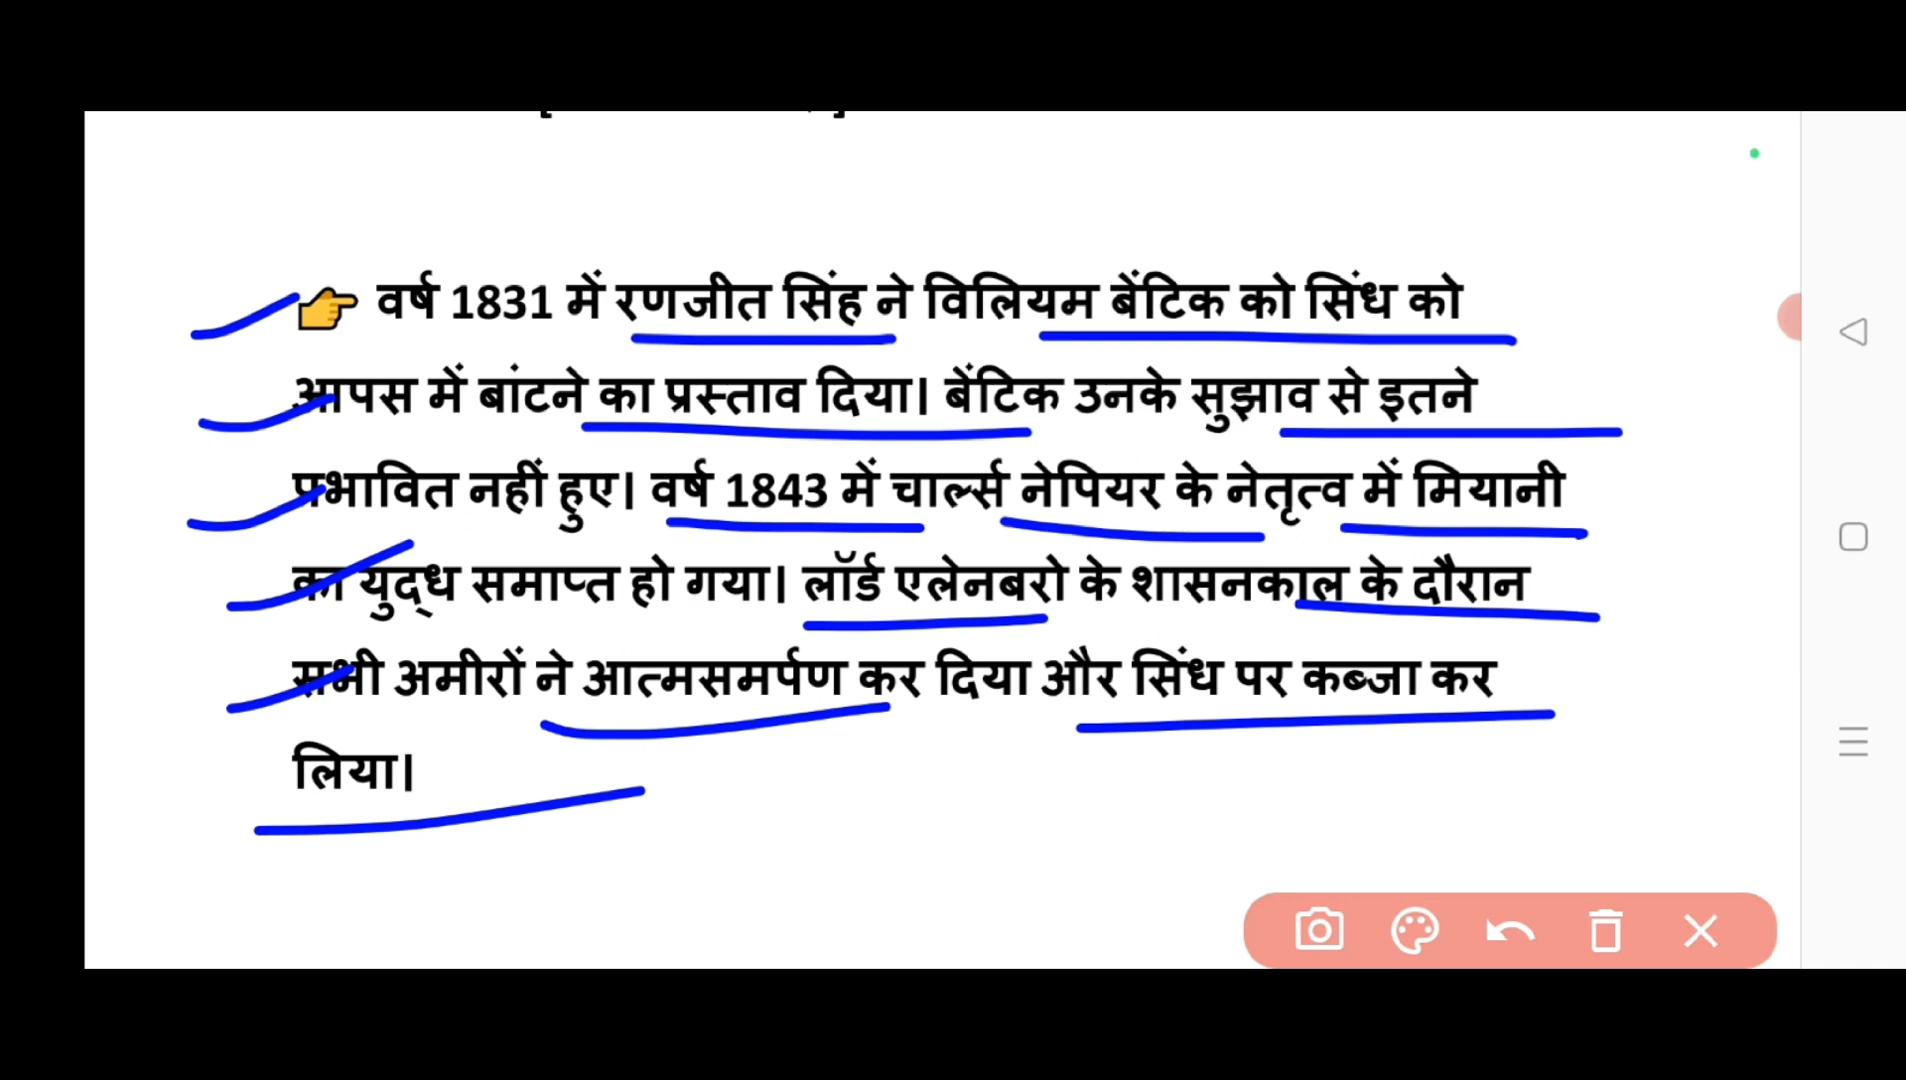 👉 वर्ष 1831 में रणजीत सिंह ने विलियम बेंटिक को सिंध को
आपस में बांटने का प्रस्ताव दिया। बेंटिक उनके सुझाव से इतने
प्रभावित नहीं हुए। वर्ष 1843 में चार्ल्स नेपियर के नेतृत्व में मियानी
का युद्ध समाप्त हो गया। लॉर्ड एलेनबरो के शासनकाल के दौरान
सभी अमीरों ने आत्मसमर्पण कर दिया और सिंध पर कब्जा कर
लिया।